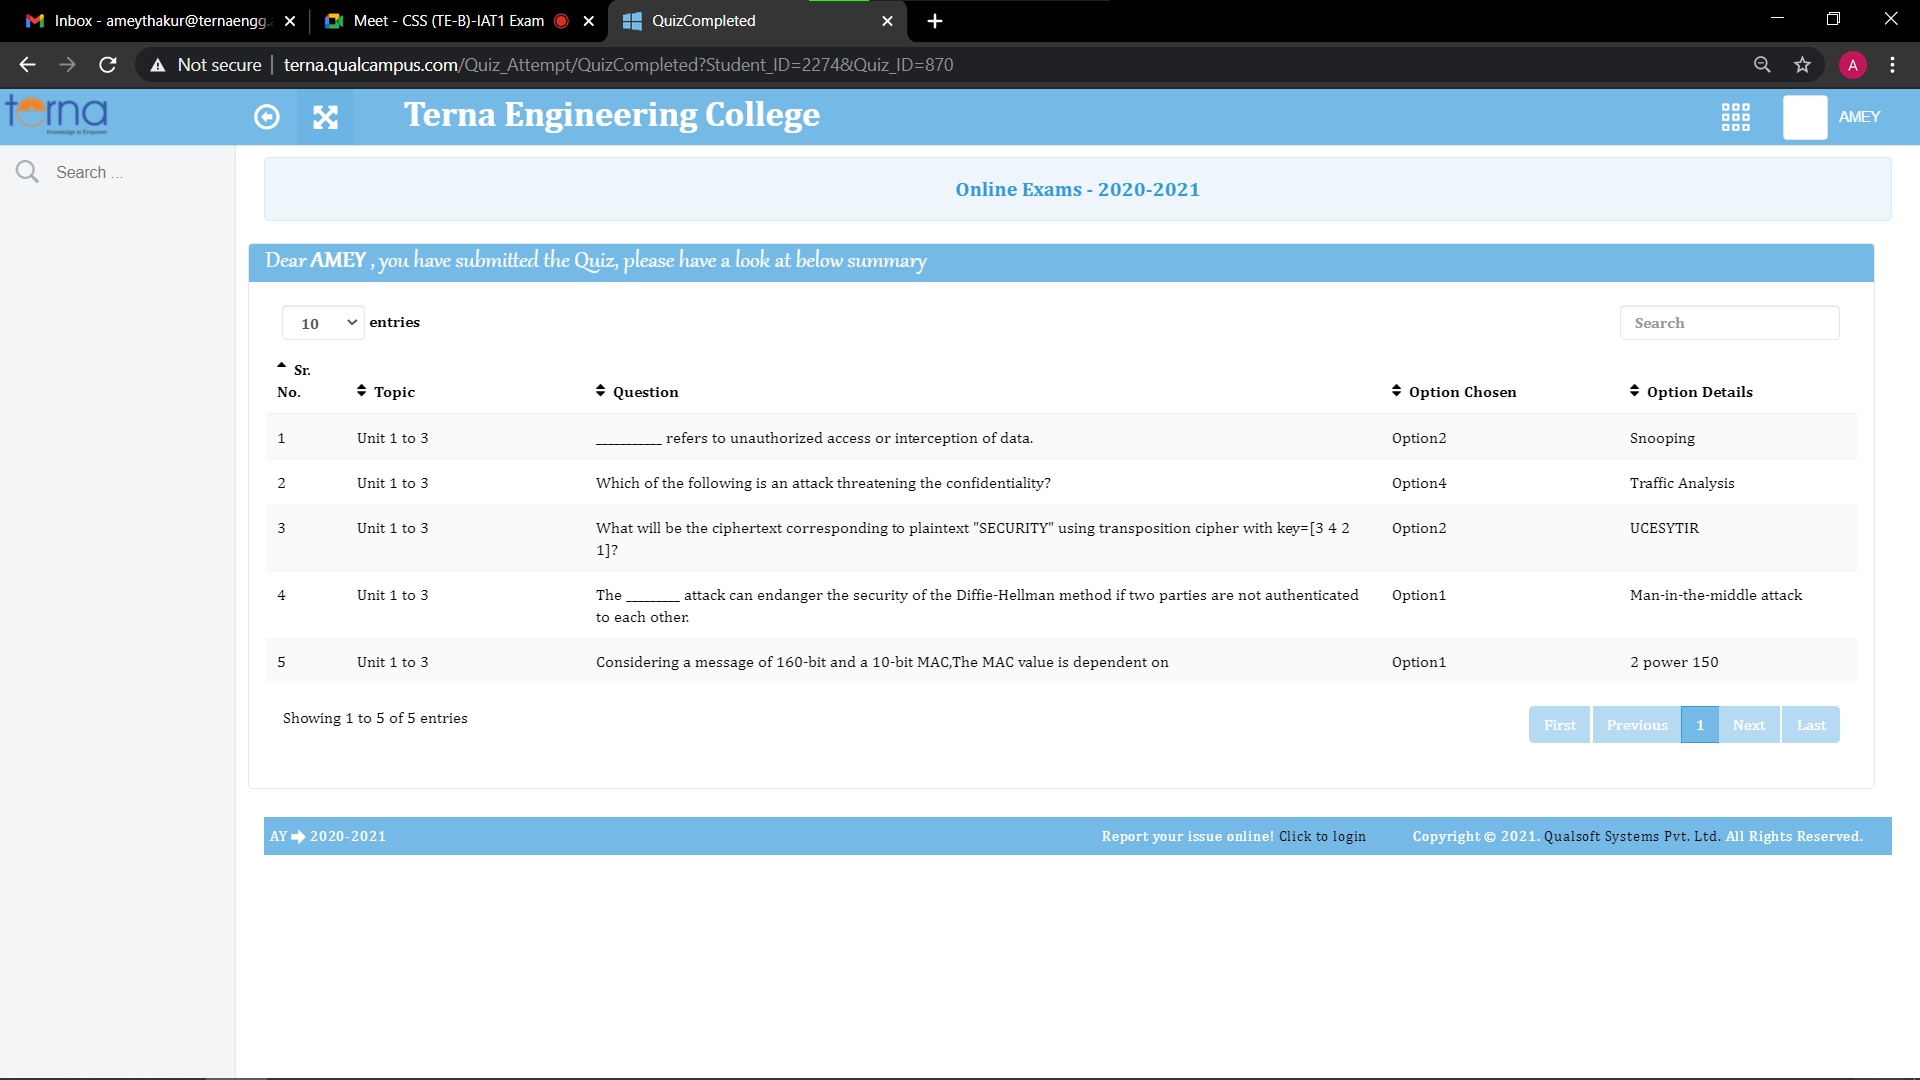 Inbox - ameythakur@ternaengg.
Meet - CSS (TE-B)-IAT1 Exam
QuizCompleted
Not secure
terna.qualcampus.com/Quiz_Attempt/QuizCompleted?Student_ID=2274&Quiz_ID=870
A
terna
Knowledge to Empower
Terna Engineering College
AMEY
Search ...
Online Exams - 2020-2021
Dear AMEY , you have submitted the Quiz, please have a look at below summary
10 entries
Search
Sr.
No. Topic Question Option Chosen Option Details
1 Unit 1 to 3 ___________ refers to unauthorized access or interception of data. Option2 Snooping
2 Unit 1 to 3 Which of the following is an attack threatening the confidentiality? Option4 Traffic Analysis
3 Unit 1 to 3 What will be the ciphertext corresponding to plaintext "SECURITY" using transposition cipher with key=[3 4 2 Option2 UCESYTIR
1]?
4 Unit 1 to 3 The _________ attack can endanger the security of the Diffie-Hellman method if two parties are not authenticated Option1 Man-in-the-middle attack
to each other.
5 Unit 1 to 3 Considering a message of 160-bit and a 10-bit MAC,The MAC value is dependent on Option1 2 power 150
Showing 1 to 5 of 5 entries
First Previous 1 Next Last
AY 2020-2021
Report your issue online! Click to login
Copyright © 2021. Qualsoft Systems Pvt. Ltd. All Rights Reserved.